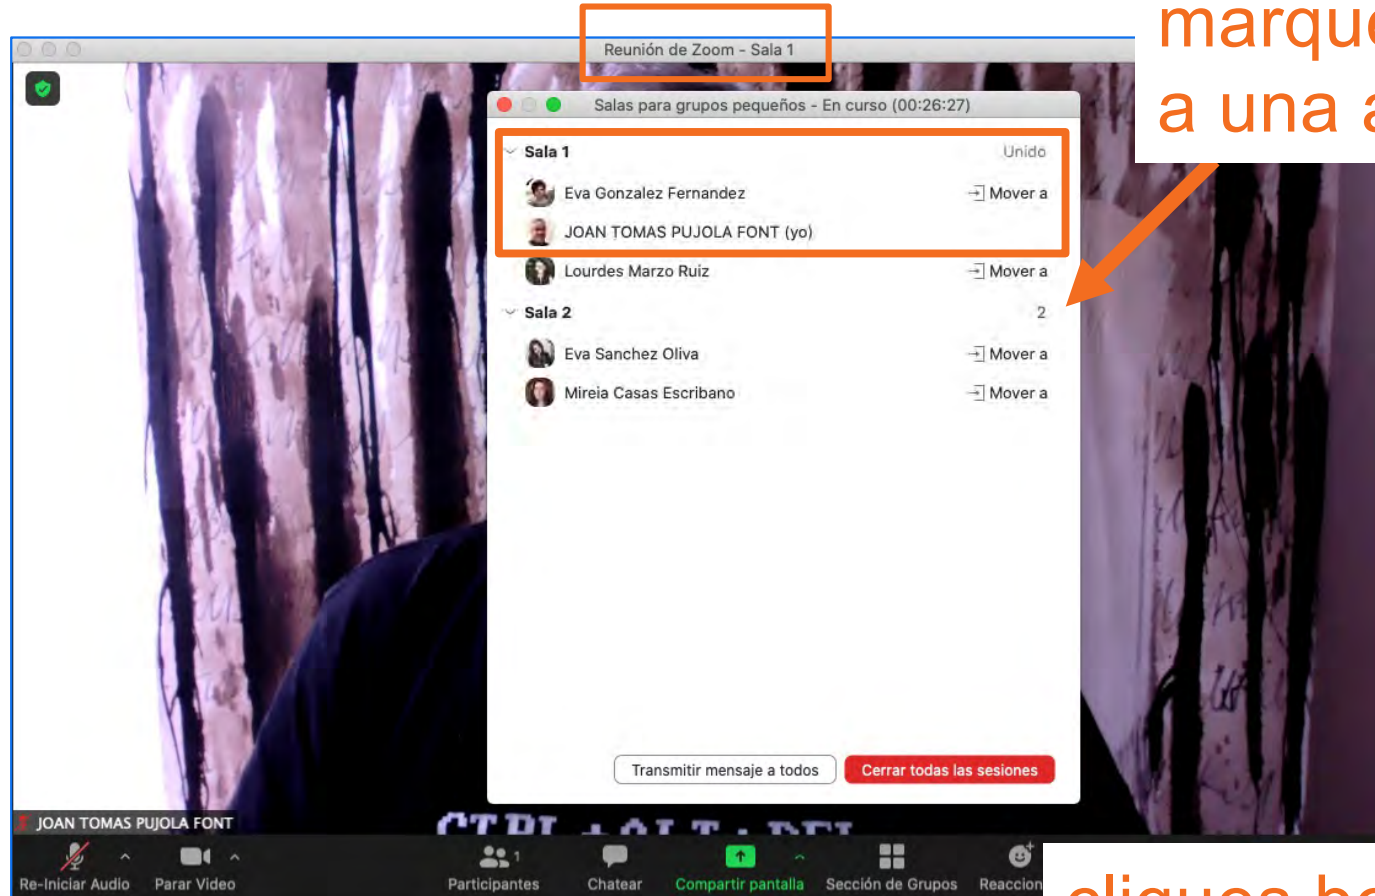 marque
a una a
Reunión de Zoom - Sala 1
Salas para grupos pequeños - En curso (00:26:27)
Sala 1 Unido
Eva Gonzalez Fernandez Mover a
JOAN TOMAS PUJOLA FONT (yo)
Lourdes Marzo Ruiz Mover a
Sala 2 2
Eva Sanchez Oliva Mover a
Mireia Casas Escribano Mover a
Transmitir mensaje a todos Cerrar todas las sesiones
JOAN TOMAS PUJOLA FONT
CTRL+ALT+DEL
1
Re-Iniciar Audio Parar Video Participantes Chatear Compartir pantalla Sección de Grupos Reaccion